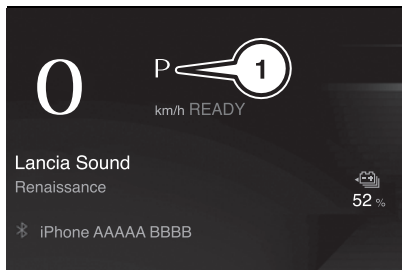 0
P
1
km/h READY
Lancia Sound
Renaissance
52 %
iPhone AAAAA BBBB